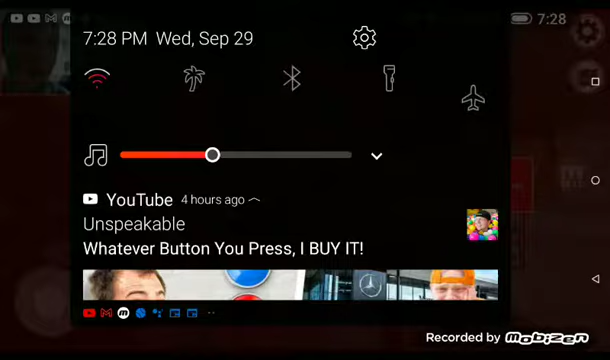 7:28
7:28 PM Wed, Sep 29
YouTube 4 hours ago
Unspeakable
Whatever Button You Press, I BUY IT!
Recorded by Mobizen